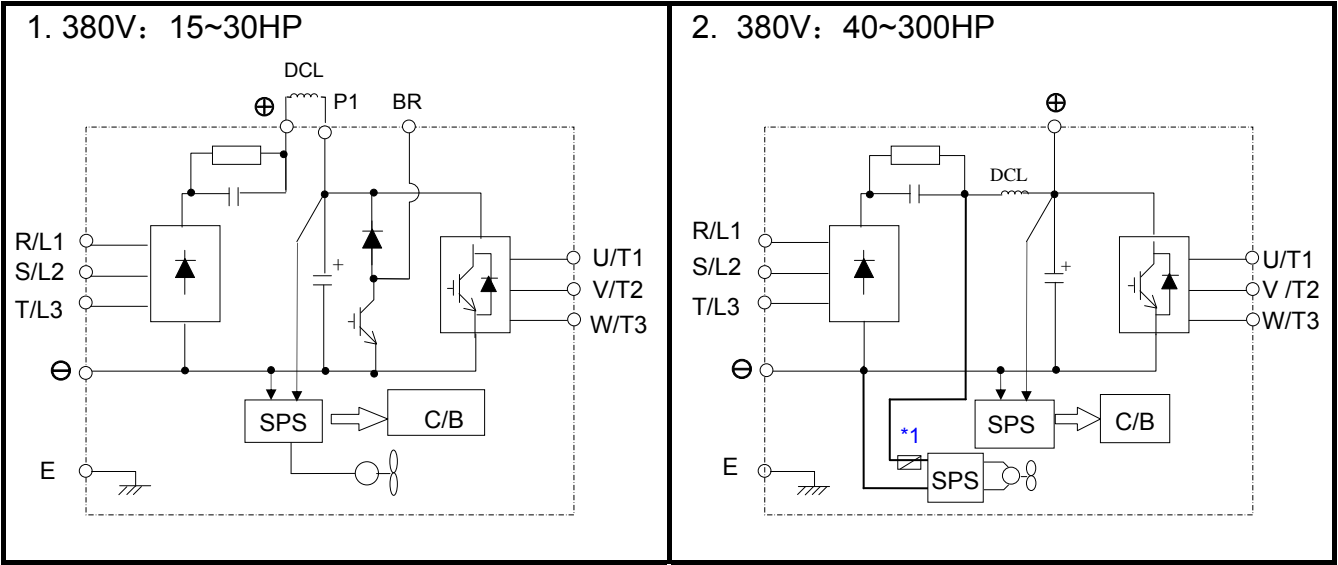 1. 380V：15~30HP
DCL
⊕
P1
BR
R/L1
S/L2
T/L3
+
U/T1
V/T2
W/T3
⊖
SPS
C/B
E
2. 380V：40~300HP
⊕
DCL
R/L1
S/L2
T/L3
+
U/T1
V /T2
W/T3
⊖
SPS
C/B
*1
E
SPS